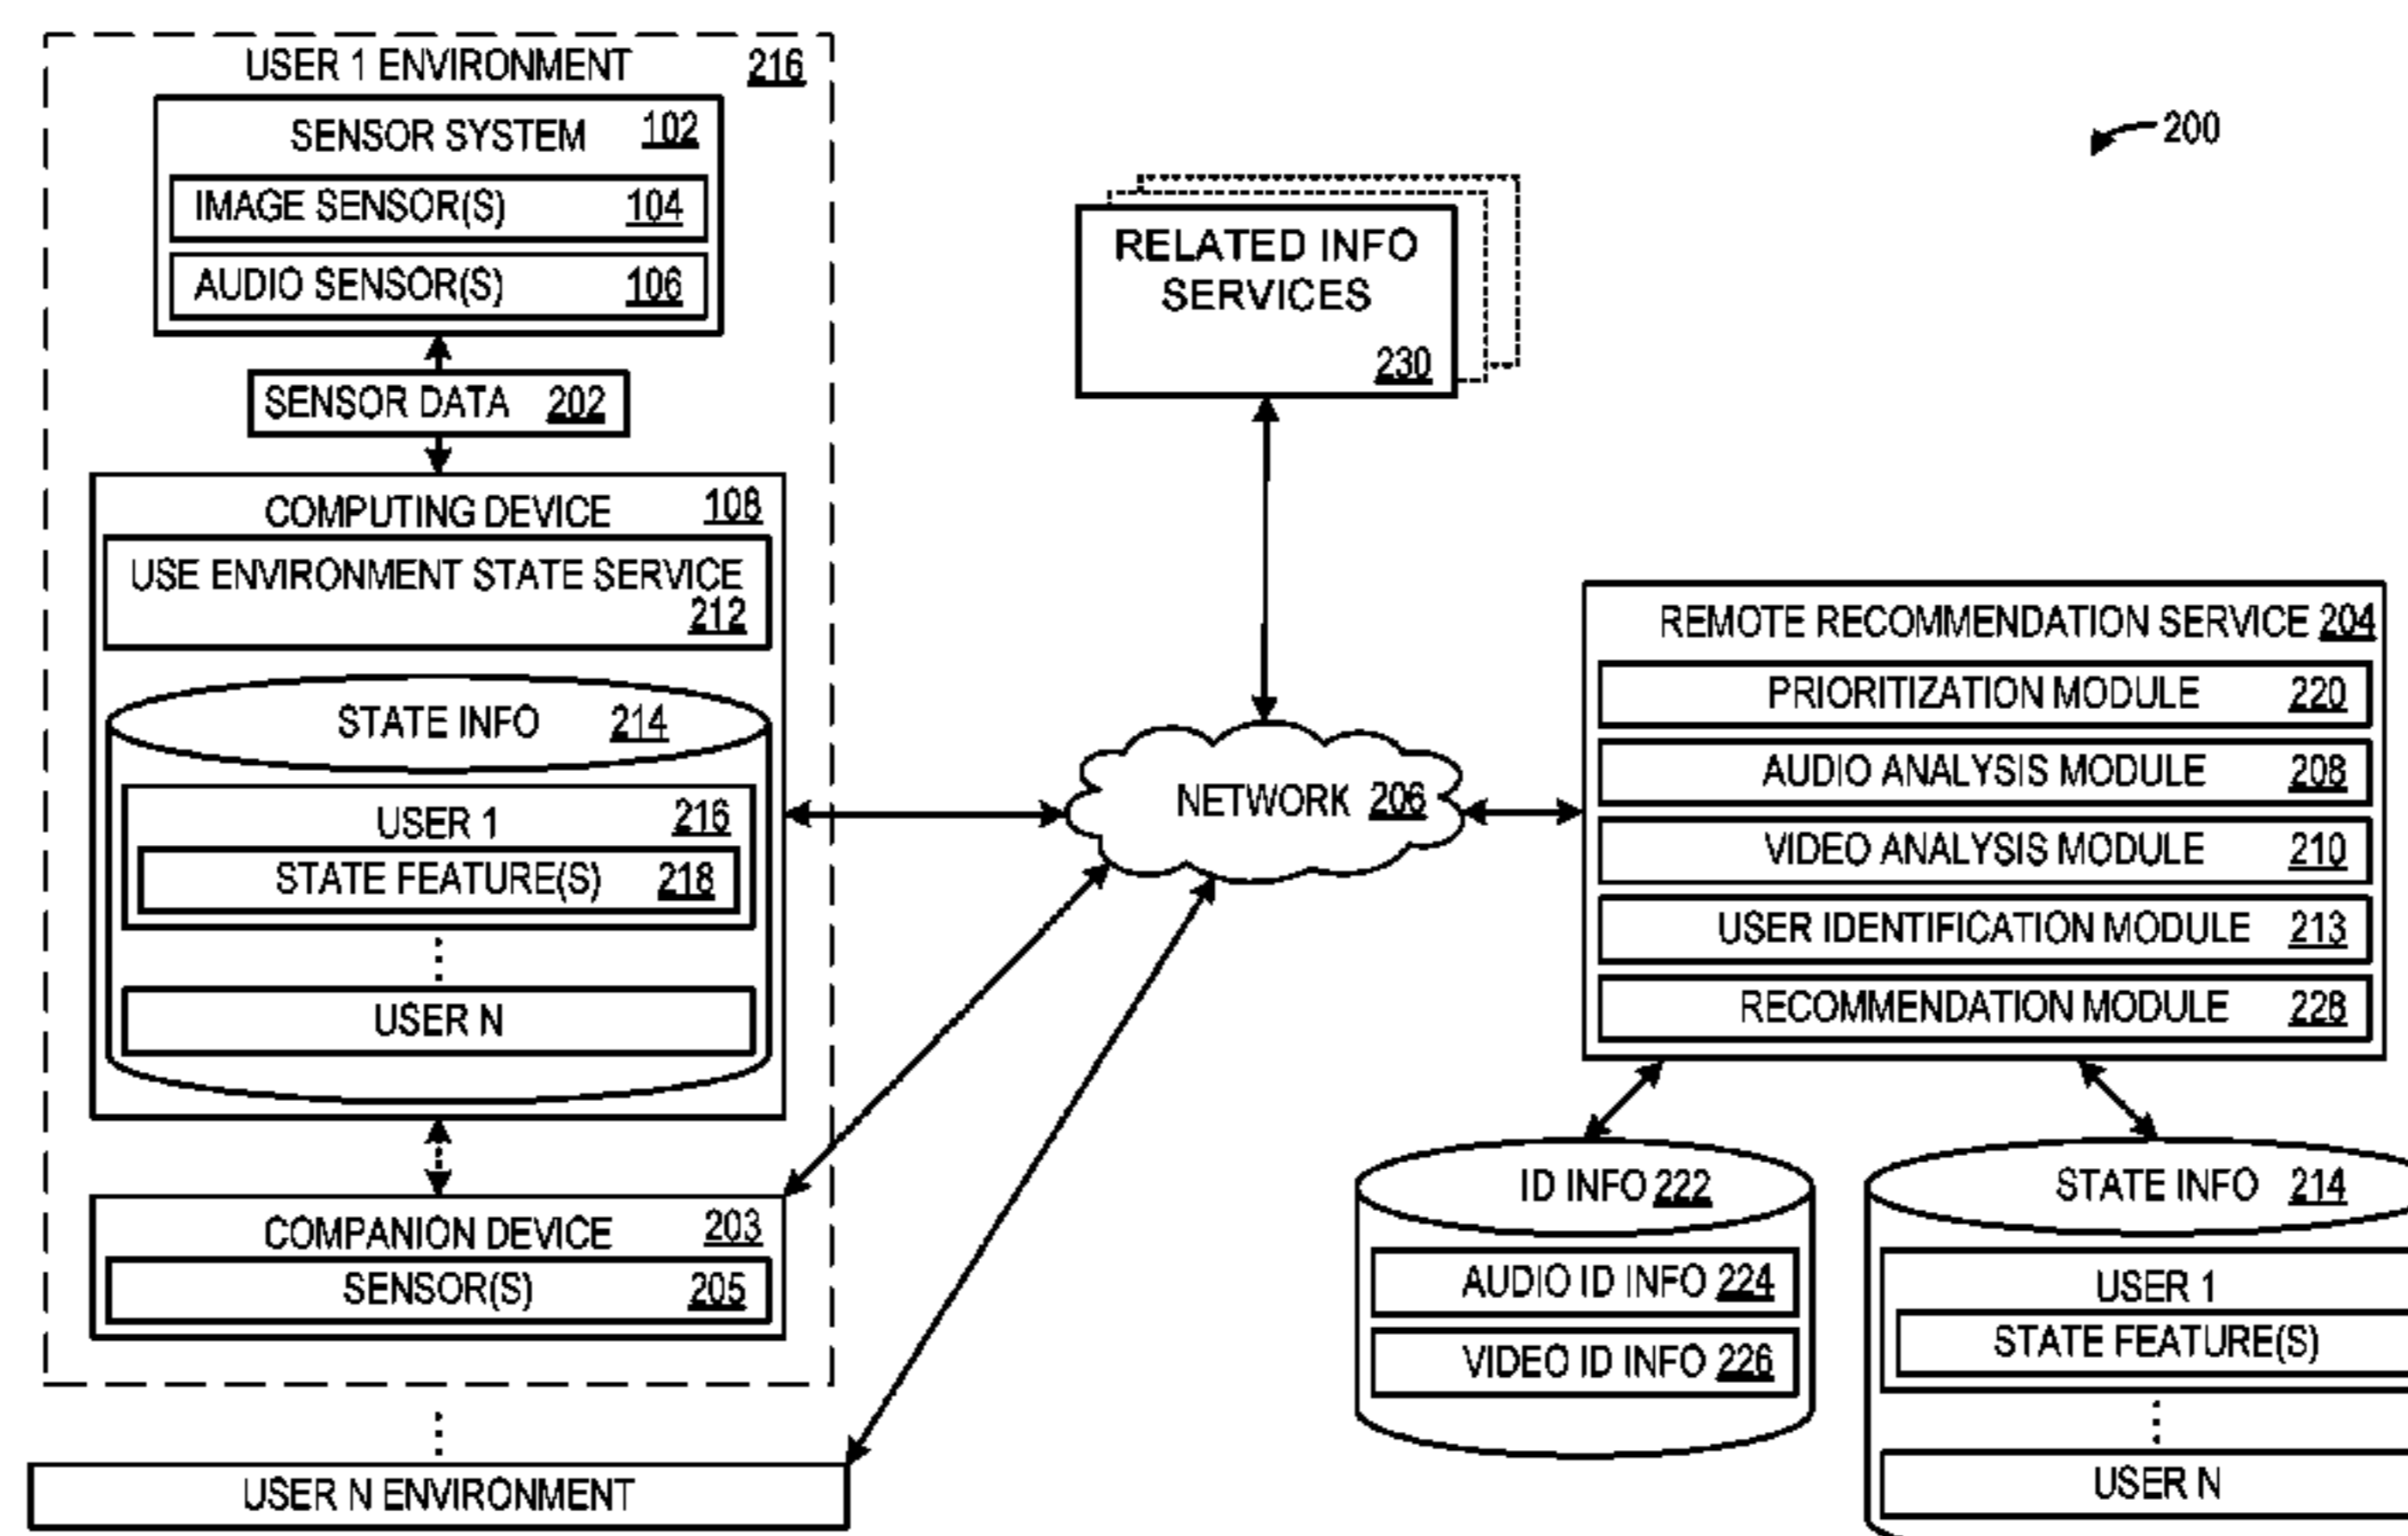 USER 1 ENVIRONMENT 216
SENSOR SYSTEM 102
IMAGE SENSOR(S) 104
AUDIO SENSOR(S) 106
SENSOR DATA 202
COMPUTING DEVICE 108
USE ENVIRONMENT STATE SERVICE
212
STATE INFO 214
USER 1 216
STATE FEATURE(S) 218
USER N
COMPANION DEVICE 203
SENSOR(S) 205
USER N ENVIRONMENT
RELATED INFO
SERVICES
230
NETWORK 206
200
REMOTE RECOMMENDATION SERVICE 204
PRIORITIZATION MODULE 220
AUDIO ANALYSIS MODULE 208
VIDEO ANALYSIS MODULE 210
USER IDENTIFICATION MODULE 213
RECOMMENDATION MODULE 228
ID INFO 222
AUDIO ID INFO 224
VIDEO ID INFO 226
STATE INFO 214
USER 1
STATE FEATURE(S)
USER N